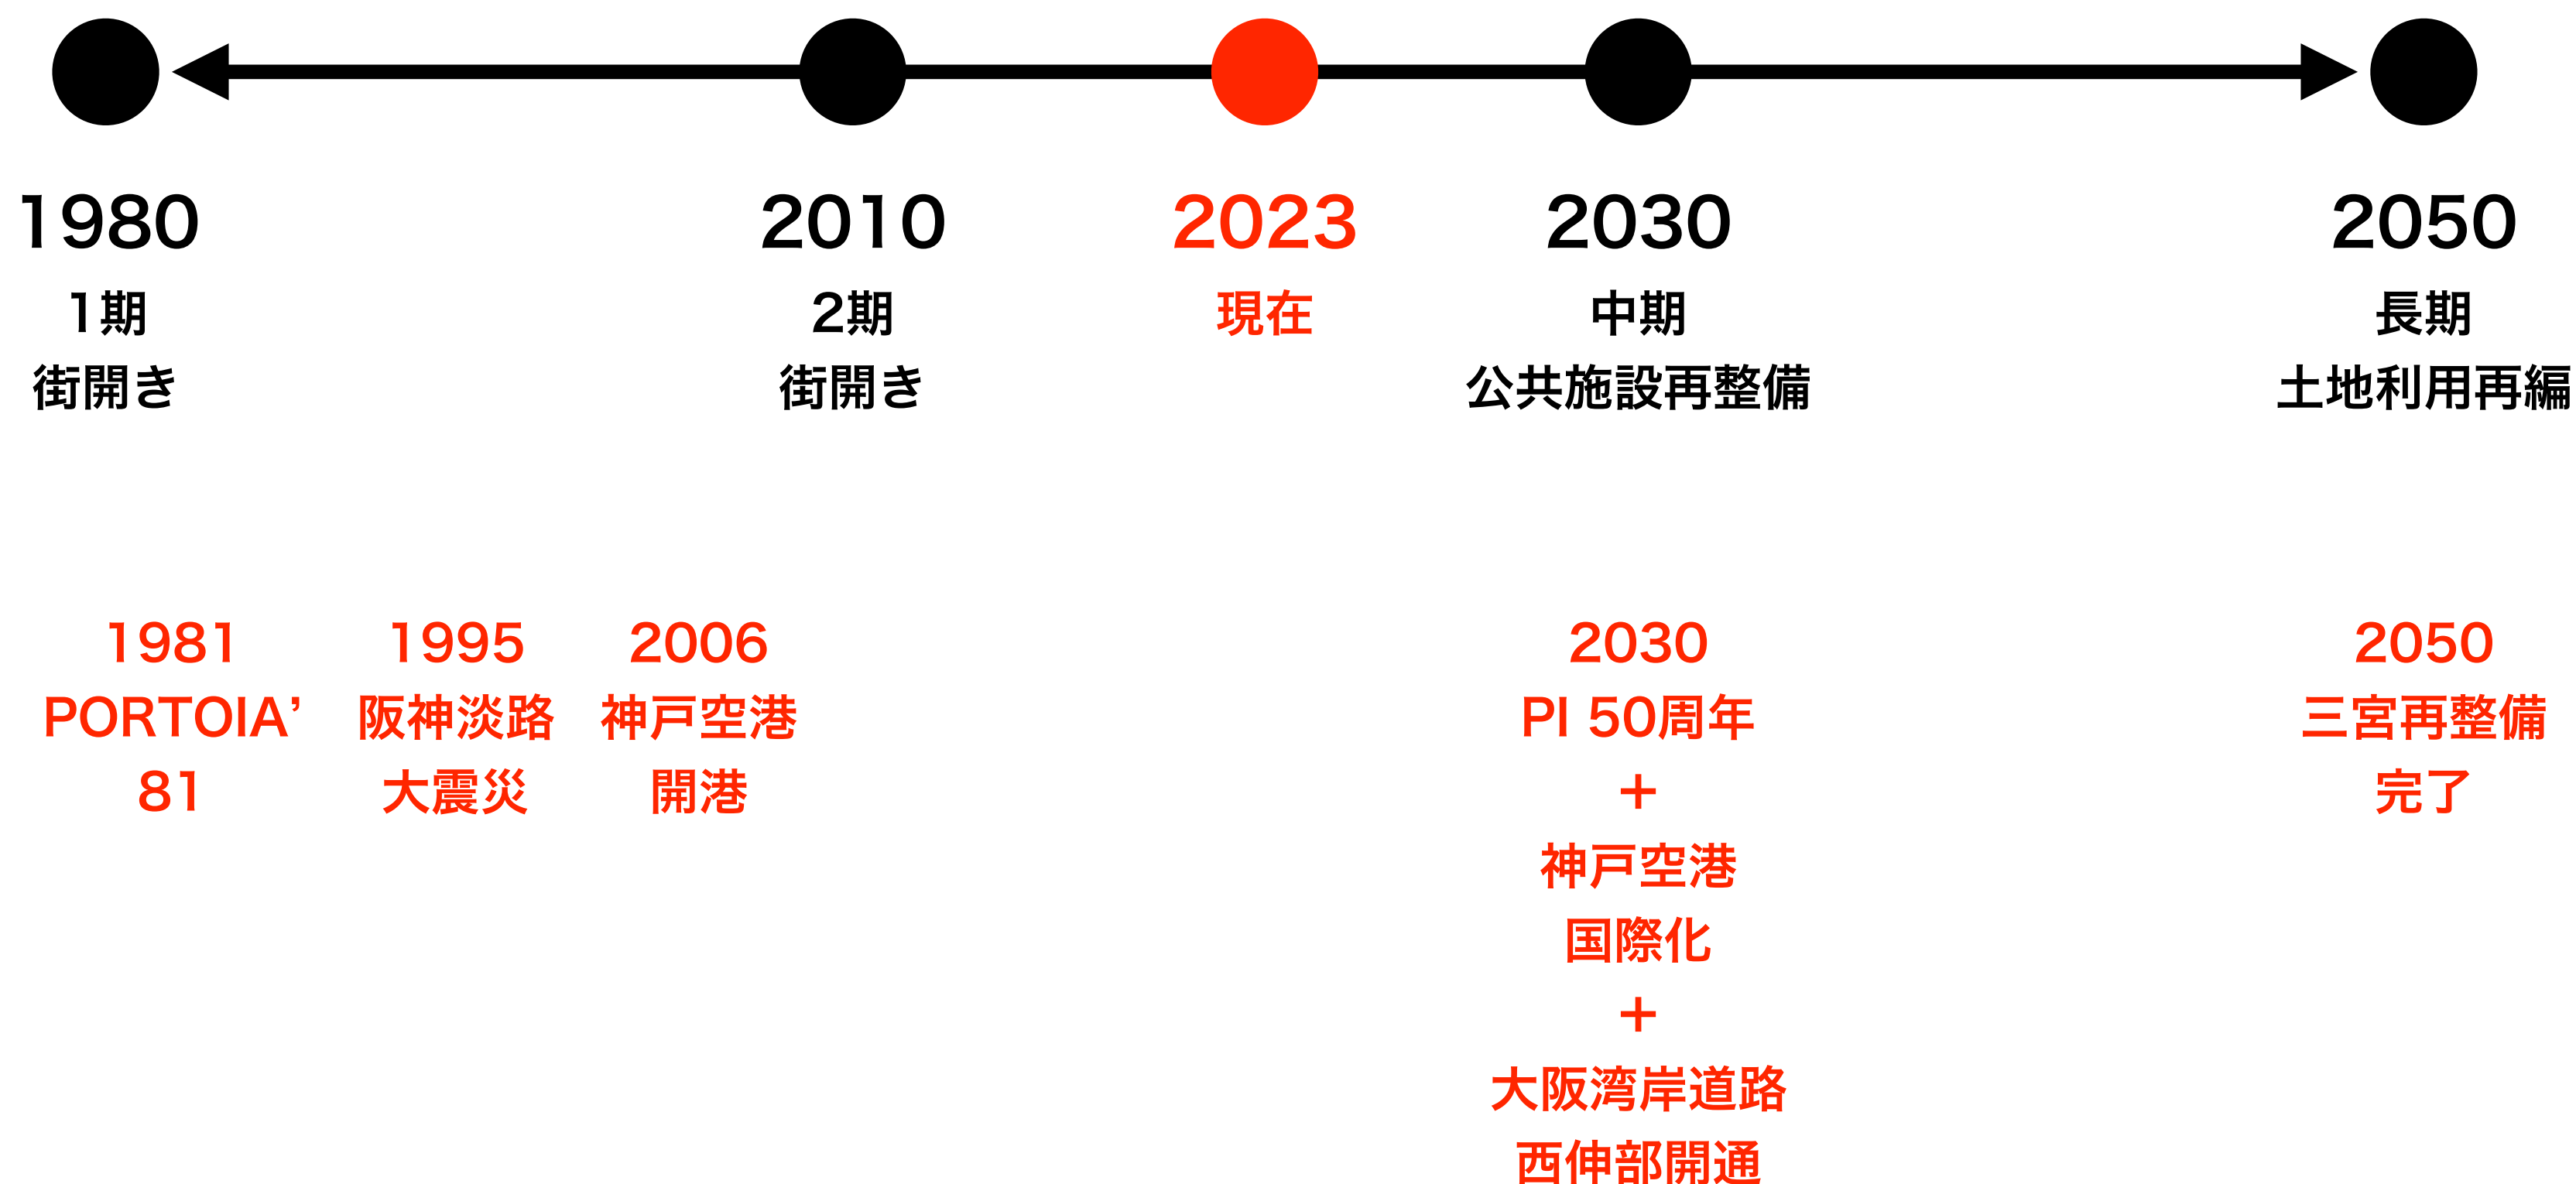 1980
1期
街開き
2010
2期
街開き
2023
現在
2030
中期
公共施設再整備
2050
長期
土地利用再編
1981
PORTOIA’
81
1995
阪神淡路
大震災
2006
神戸空港
開港
2030
PI 50周年
+
神戸空港
国際化
+
大阪湾岸道路
西伸部開通
2050
三宮再整備
完了